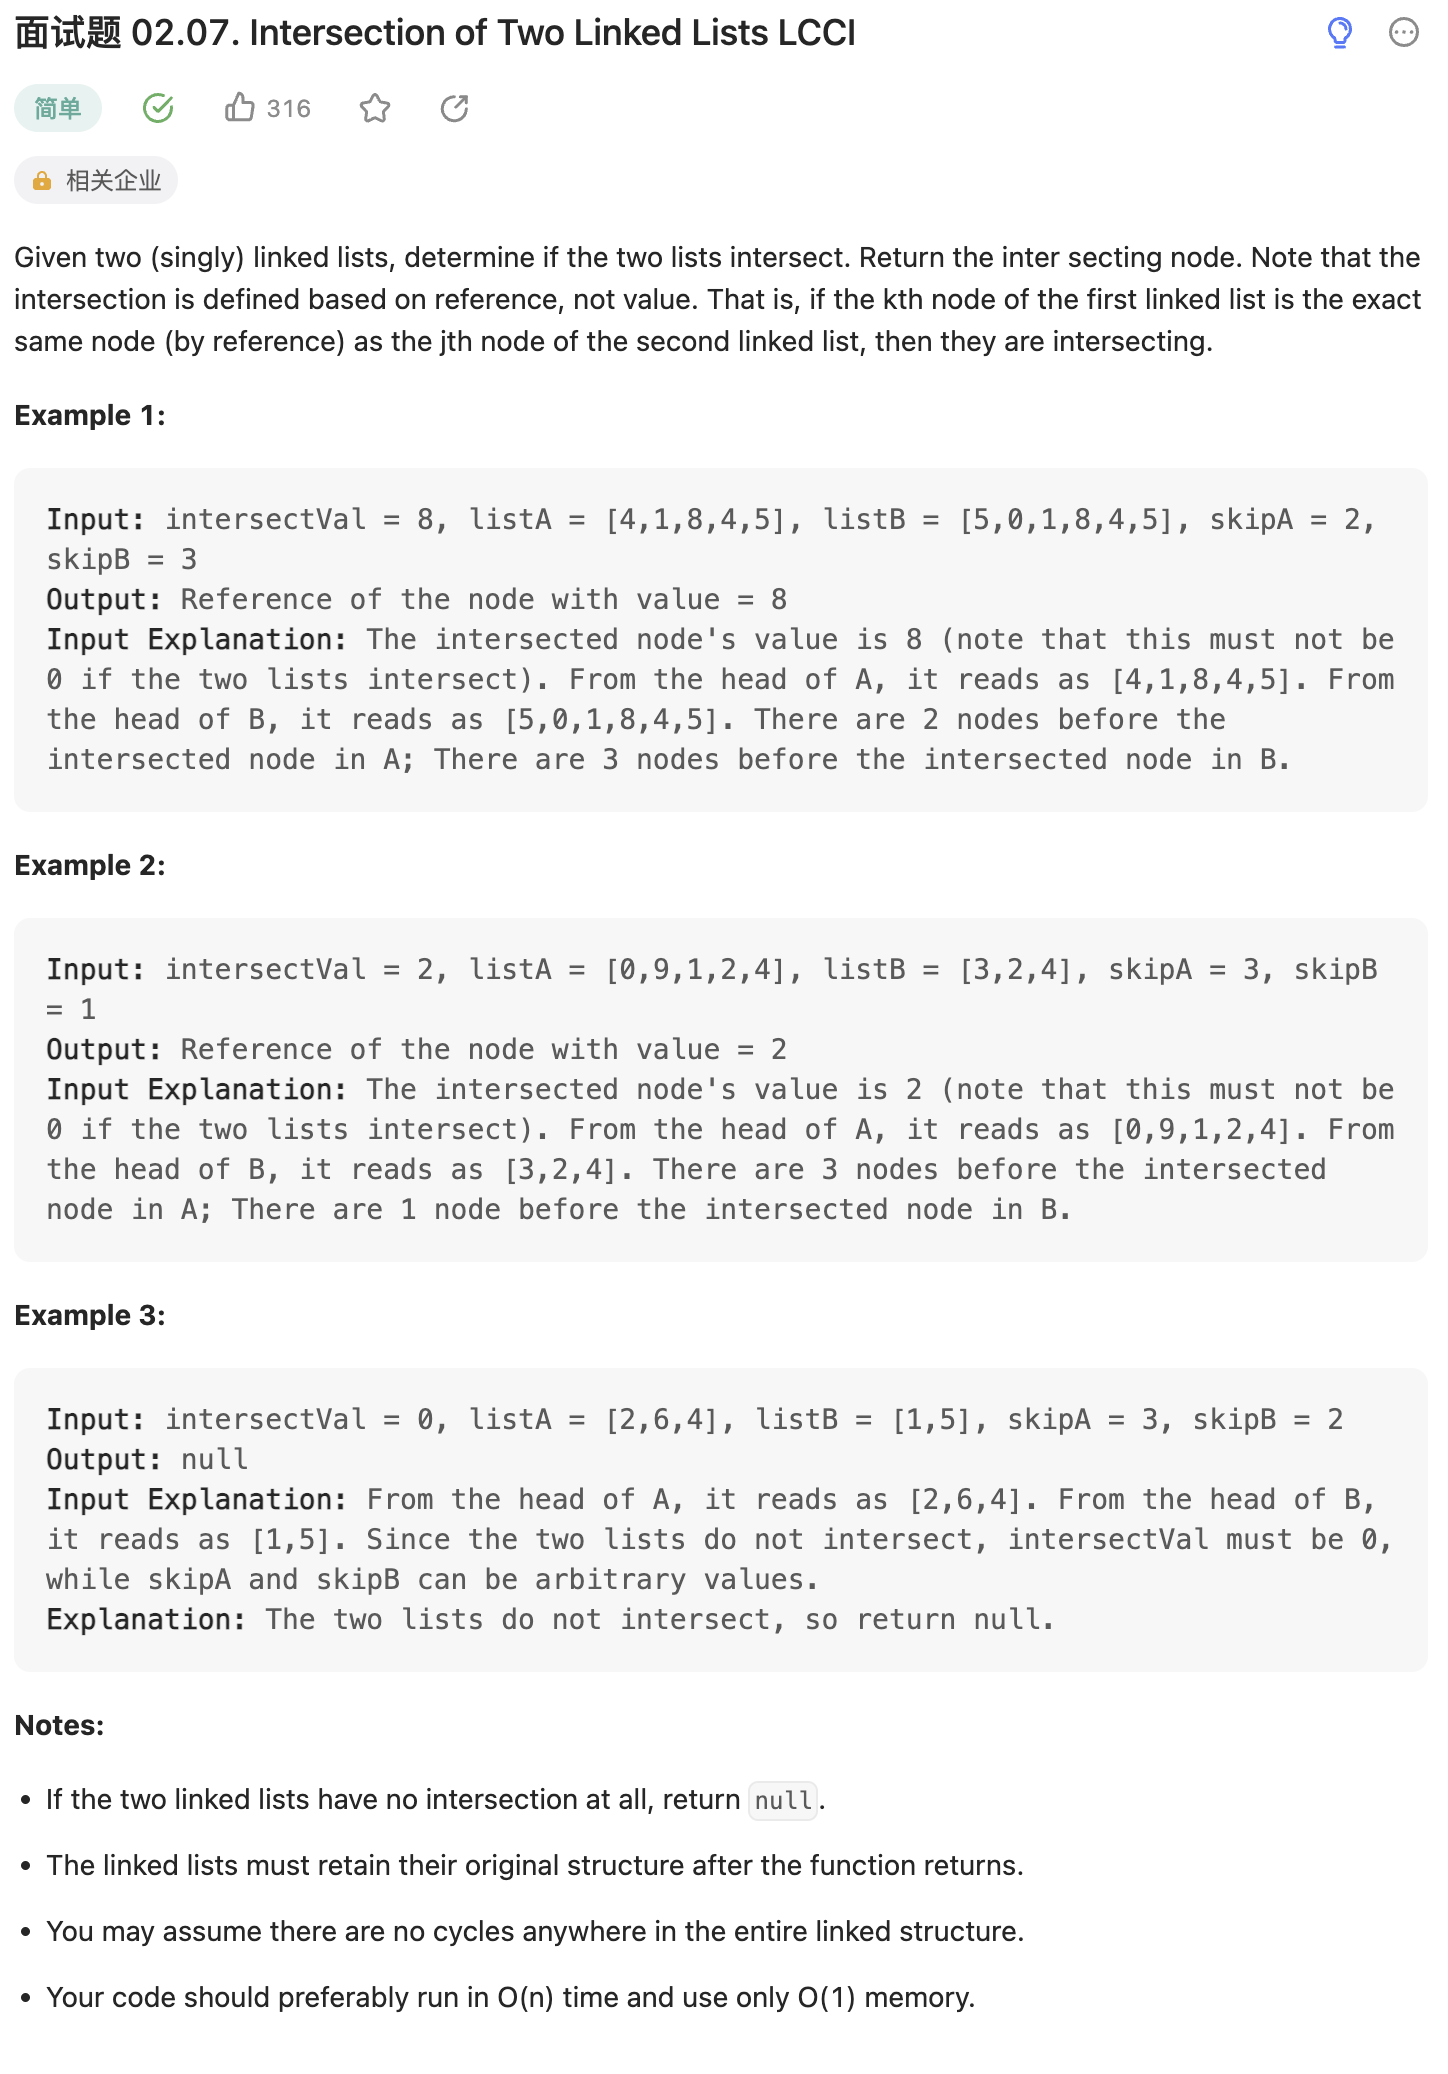 面试题 02.07. Intersection of Two Linked Lists LCCI
简单
316
相关企业
Given two (singly) linked lists, determine if the two lists intersect. Return the inter secting node. Note that the
intersection is defined based on reference, not value. That is, if the kth node of the first linked list is the exact
same node (by reference) as the jth node of the second linked list, then they are intersecting.
Example 1:
Input: intersectVal = 8, listA = [4,1,8,4,5], listB = [5,0,1,8,4,5], skipA = 2,
skipB = 3
Output: Reference of the node with value = 8
Input Explanation: The intersected node's value is 8 (note that this must not be
0 if the two lists intersect). From the head of A, it reads as [4,1,8,4,5]. From
the head of B, it reads as [5,0,1,8,4,5]. There are 2 nodes before the
intersected node in A; There are 3 nodes before the intersected node in B.
Example 2:
Input: intersectVal = 2, listA = [0,9,1,2,4], listB = [3,2,4], skipA = 3, skipB
= 1
Output: Reference of the node with value = 2
Input Explanation: The intersected node's value is 2 (note that this must not be
0 if the two lists intersect). From the head of A, it reads as [0,9,1,2,4]. From
the head of B, it reads as [3,2,4]. There are 3 nodes before the intersected
node in A; There are 1 node before the intersected node in B.
Example 3:
Input: intersectVal = 0, listA = [2,6,4], listB = [1,5], skipA = 3, skipB = 2
Output: null
Input Explanation: From the head of A, it reads as [2,6,4]. From the head of B,
it reads as [1,5]. Since the two lists do not intersect, intersectVal must be 0,
while skipA and skipB can be arbitrary values.
Explanation: The two lists do not intersect, so return null.
Notes:
• If the two linked lists have no intersection at all, return null.
• The linked lists must retain their original structure after the function returns.
• You may assume there are no cycles anywhere in the entire linked structure.
• Your code should preferably run in O(n) time and use only O(1) memory.